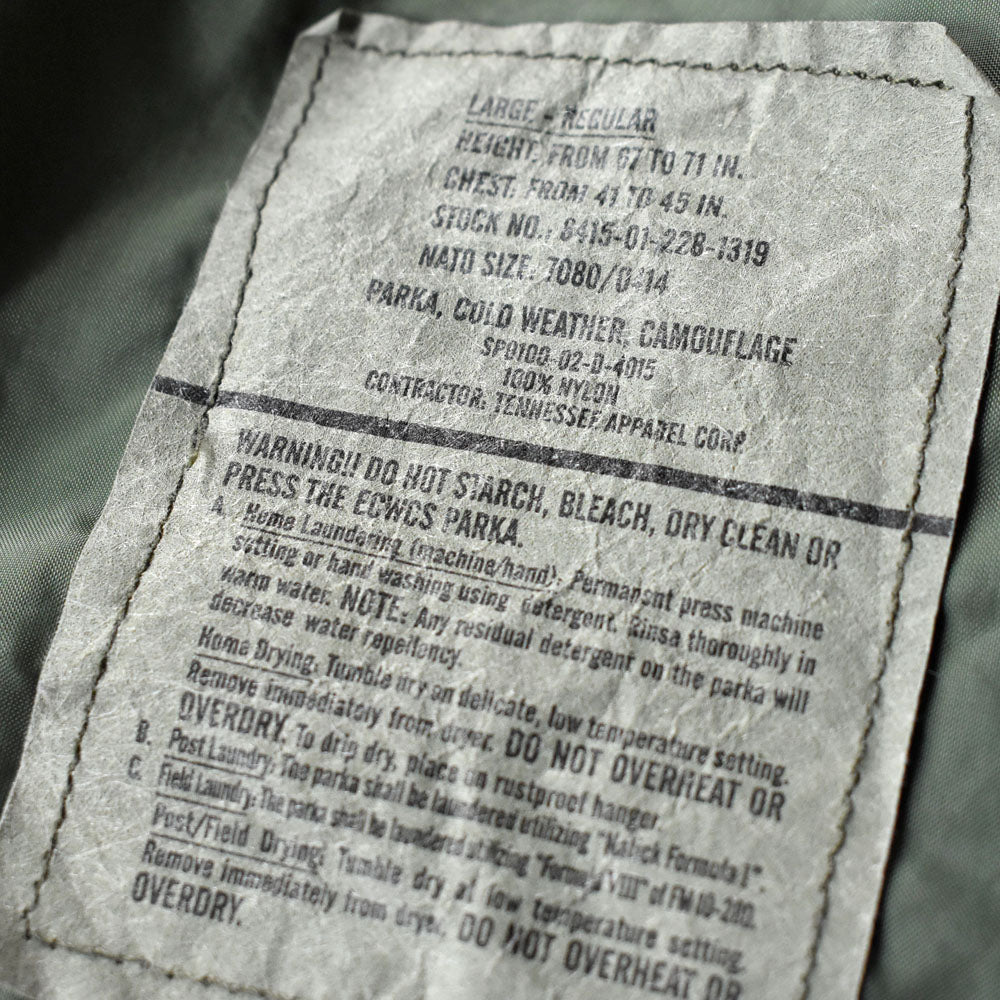 LARGE - REGULAR
HEIGHT: FROM 67 TO 71 IN.
CHEST: FROM 41 TO 45 IN.
STOCK NO.: 8415-01-228-1319
NATO SIZE: 7080/0414
PARKA, COLD WEATHER, CAMOUFLAGE
SP0100-02-D-4015
100% NYLON
CONTRACTOR: TENNESSEE APPAREL CORP.
WARNING!! DO NOT STARCH, BLEACH, DRY CLEAN OR
PRESS THE ECWCS PARKA.
A. Home Laundering (machine/hand): Permanent press machine
setting or hand washing using detergent. Rinsa thoroughly in
warm water. NOTE: Any residual detergent on the parka will
decrease water repellency.
Home Drying: Tumble dry on delicate, low temperature setting.
Remove immediately from dryer. DO NOT OVERHEAT OR
OVERDRY. To drip dry, place on rustproof hanger.
B. Post Laundry: The parka shall be laundered utilizing "Natick Formula I".
C. Field Laundry: The parka shall be laundered utilizing "Formula VIII" of FM 10-280.
Post/Field Drying: Tumble dry at low temperature setting.
Remove immediately from dryer. DO NOT OVERHEAT OR
OVERDRY.